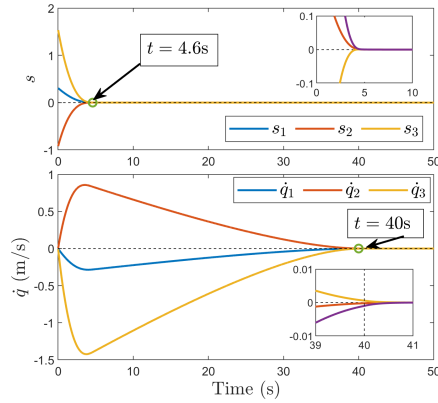 2
1
0
-1
s
t = 4.6s
0.1
0
-0.1
0 5 10
s1 s2 s3
0 10 20 30 40 50
1
0.5
0
-0.5
-1
-1.5
q̇ (m/s)
q̇1 q̇2 q̇3
t = 40s
0.01
0
-0.01
39 40 41
0 10 20 30 40 50
Time (s)